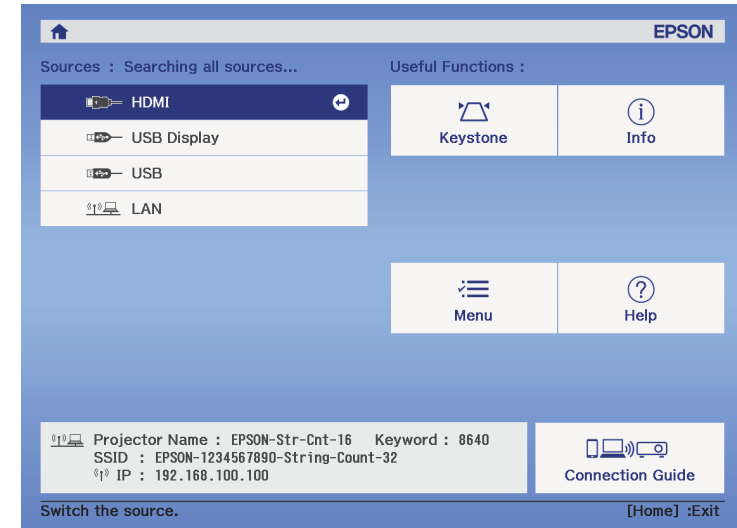 EPSON
Sources : Searching all sources...
Useful Functions :
HDMI
USB Display
USB
LAN
Keystone
Info
Menu
Help
Projector Name : EPSON-Str-Cnt-16 Keyword : 8640
SSID : EPSON-1234567890-String-Count-32
IP : 192.168.100.100
Connection Guide
Switch the source.
[Home] :Exit